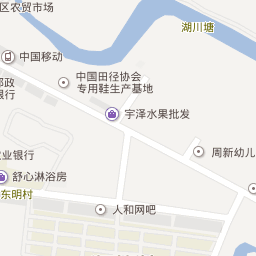 区农贸市场
湖川塘
中国移动
中国田径协会
专用鞋生产基地
邮政
银行
宇泽水果批发
周新幼儿
业银行
舒心淋浴房
东明村
人和网吧